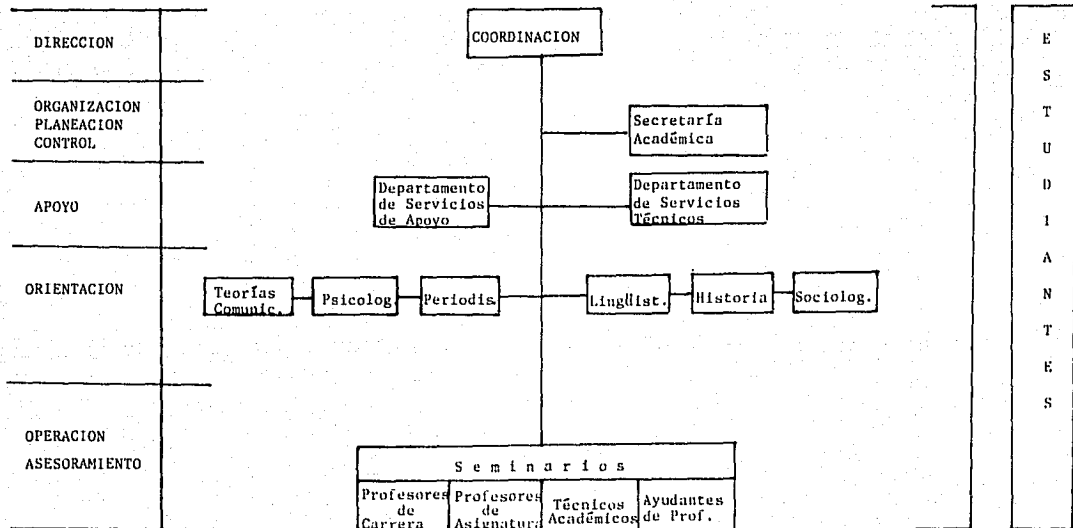 DIRECCION
COORDINACION
ORGANIZACION
PLANEACION
CONTROL
Secretaría
Académica
APOYO
Departamento
de Servicios
de Apoyo
Departamento
de Servicios
Técnicos
ORIENTACION
Teorías
Comunic.
Psicolog.
Periodis.
Lingüist.
Historia
Sociolog.
OPERACION
ASESORAMIENTO
S e m i n a r i o s
Profesores
de
Carrera
Profesores
de
Asignatura
Técnicos
Académicos
Ayudantes
de Prof.
E
S
T
U
D
I
A
N
T
E
S